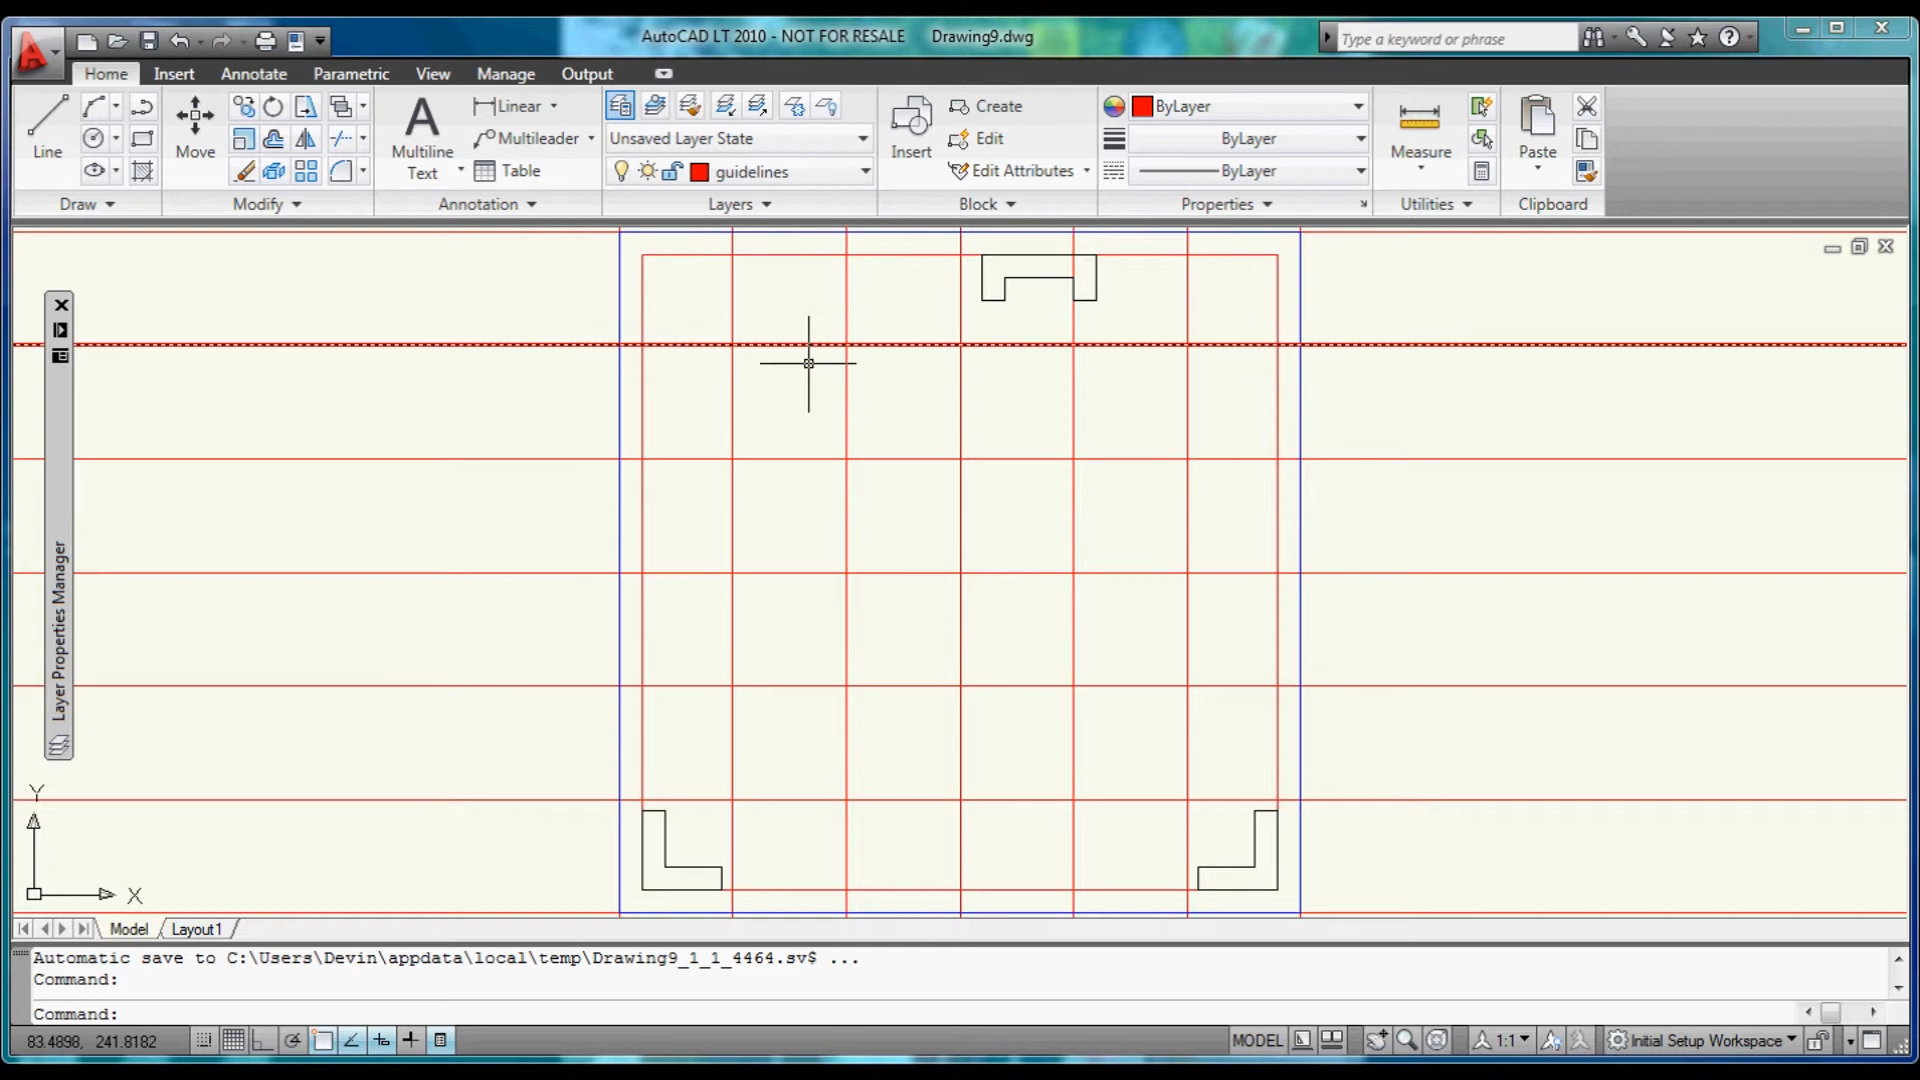 AutoCAD LT 2010 - NOT FOR RESALE Drawing9.dwg
Type a keyword or phrase
Home Insert Annotate Parametric View Manage Output
Line
Move
Multiline
Text
Linear
Multileader
Table
Unsaved Layer State
guidelines
Insert
Create
Edit
Edit Attributes
ByLayer
ByLayer
ByLayer
Measure
Paste
Draw Modify Annotation Layers Block Properties Utilities Clipboard
Layer Properties Manager
Y
X
Model Layout1
Automatic save to C:\Users\Devin\appdata\local\temp\Drawing9_1_1_4464.sv$ ...
Command:
Command:
83.4898, 241.8182
MODEL
1:1
Initial Setup Workspace